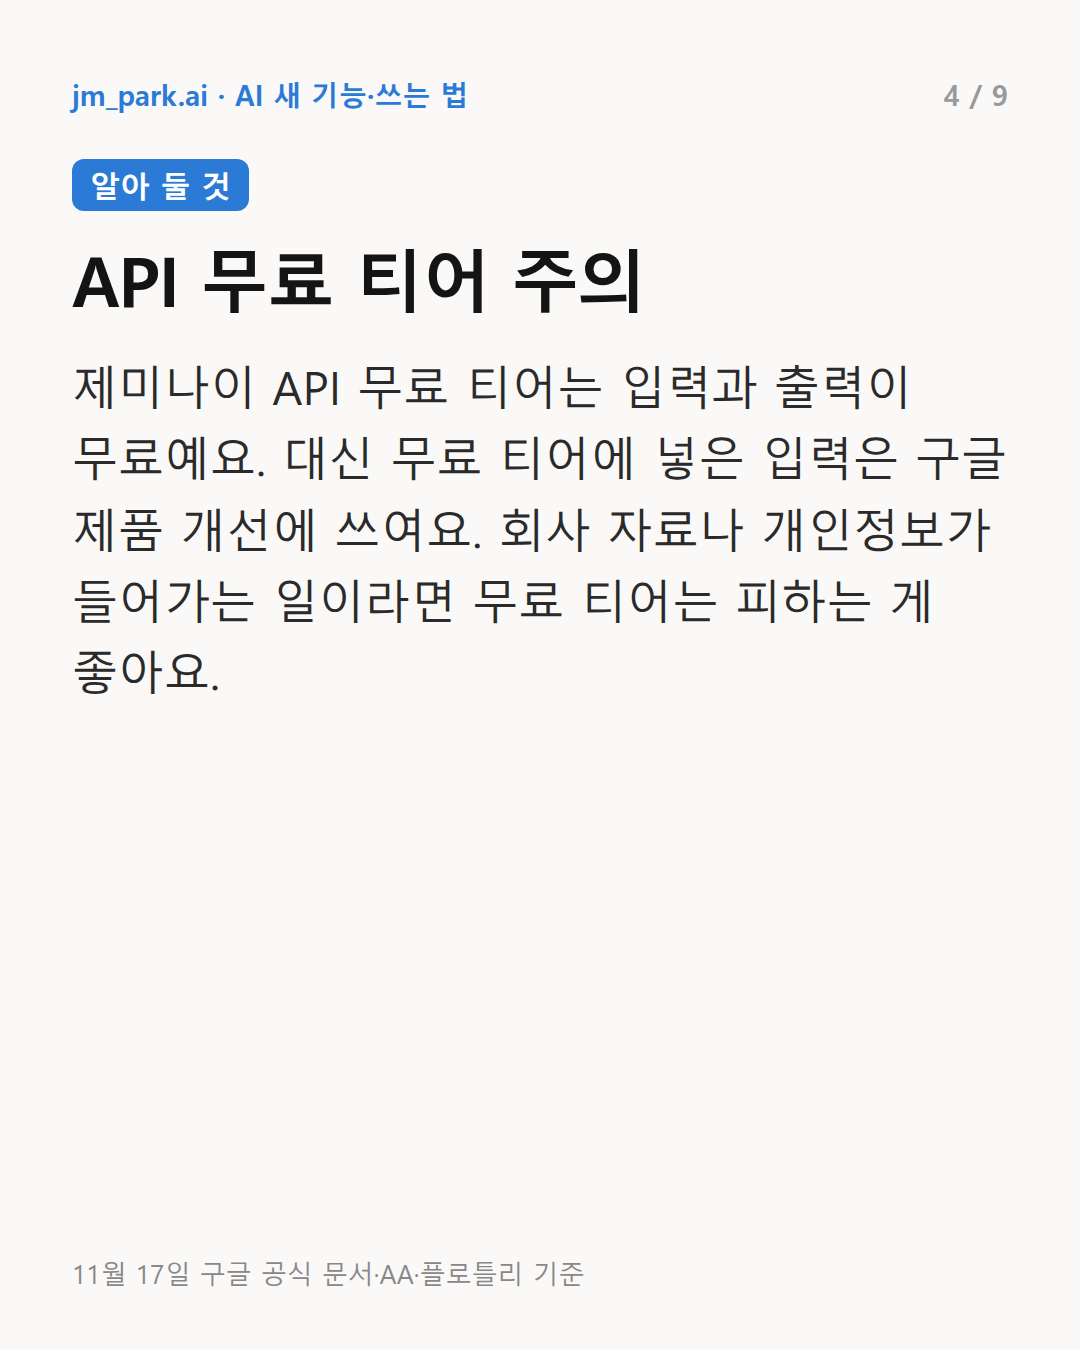 jm_park.ai · AI 새 기능·쓰는 법
4 / 9
알아 둘 것
API 무료 티어 주의
제미나이 API 무료 티어는 입력과 출력이
무료예요. 대신 무료 티어에 넣은 입력은 구글
제품 개선에 쓰여요. 회사 자료나 개인정보가
들어가는 일이라면 무료 티어는 피하는 게
좋아요.
11월 17일 구글 공식 문서·AA·플로틀리 기준